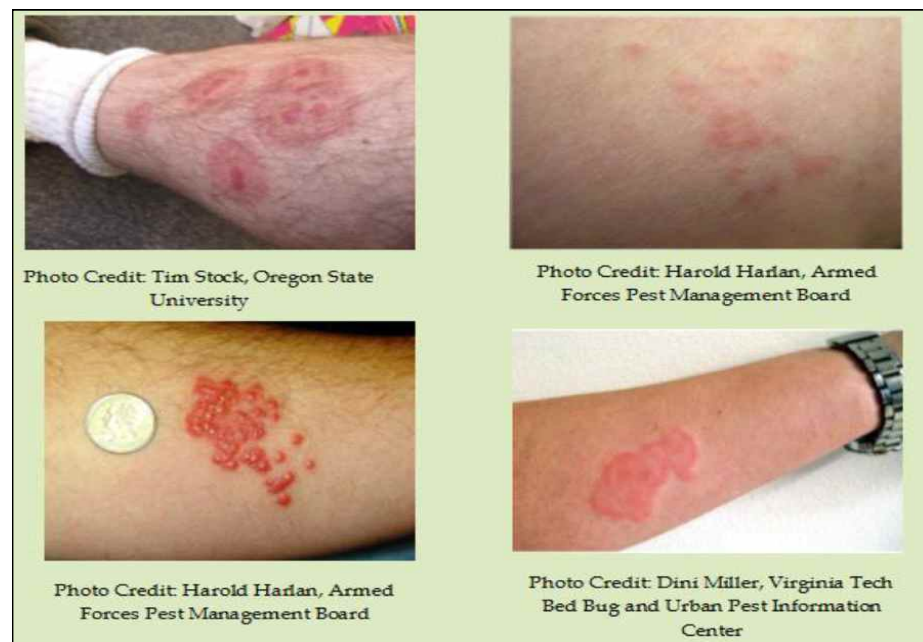 Photo Credit: Tim Stock, Oregon State
University
Photo Credit: Harold Harlan, Armed
Forces Pest Management Board
Photo Credit: Harold Harlan, Armed
Forces Pest Management Board
Photo Credit: Dini Miller, Virginia Tech
Bed Bug and Urban Pest Information
Center